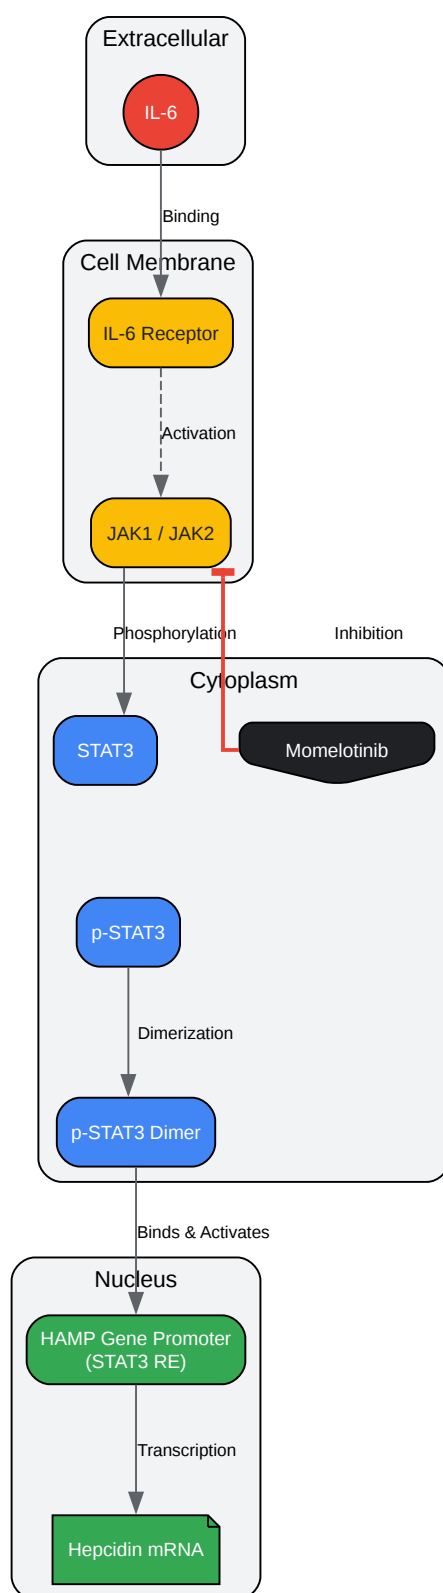 Extracellular
IL-6
Binding
Cell Membrane
IL-6 Receptor
Activation
JAK1 / JAK2
Phosphorylation
Inhibition
Cytoplasm
STAT3
Momelotinib
p-STAT3
Dimerization
p-STAT3 Dimer
Binds & Activates
Nucleus
HAMP Gene Promoter
(STAT3 RE)
Transcription
Hepcidin mRNA